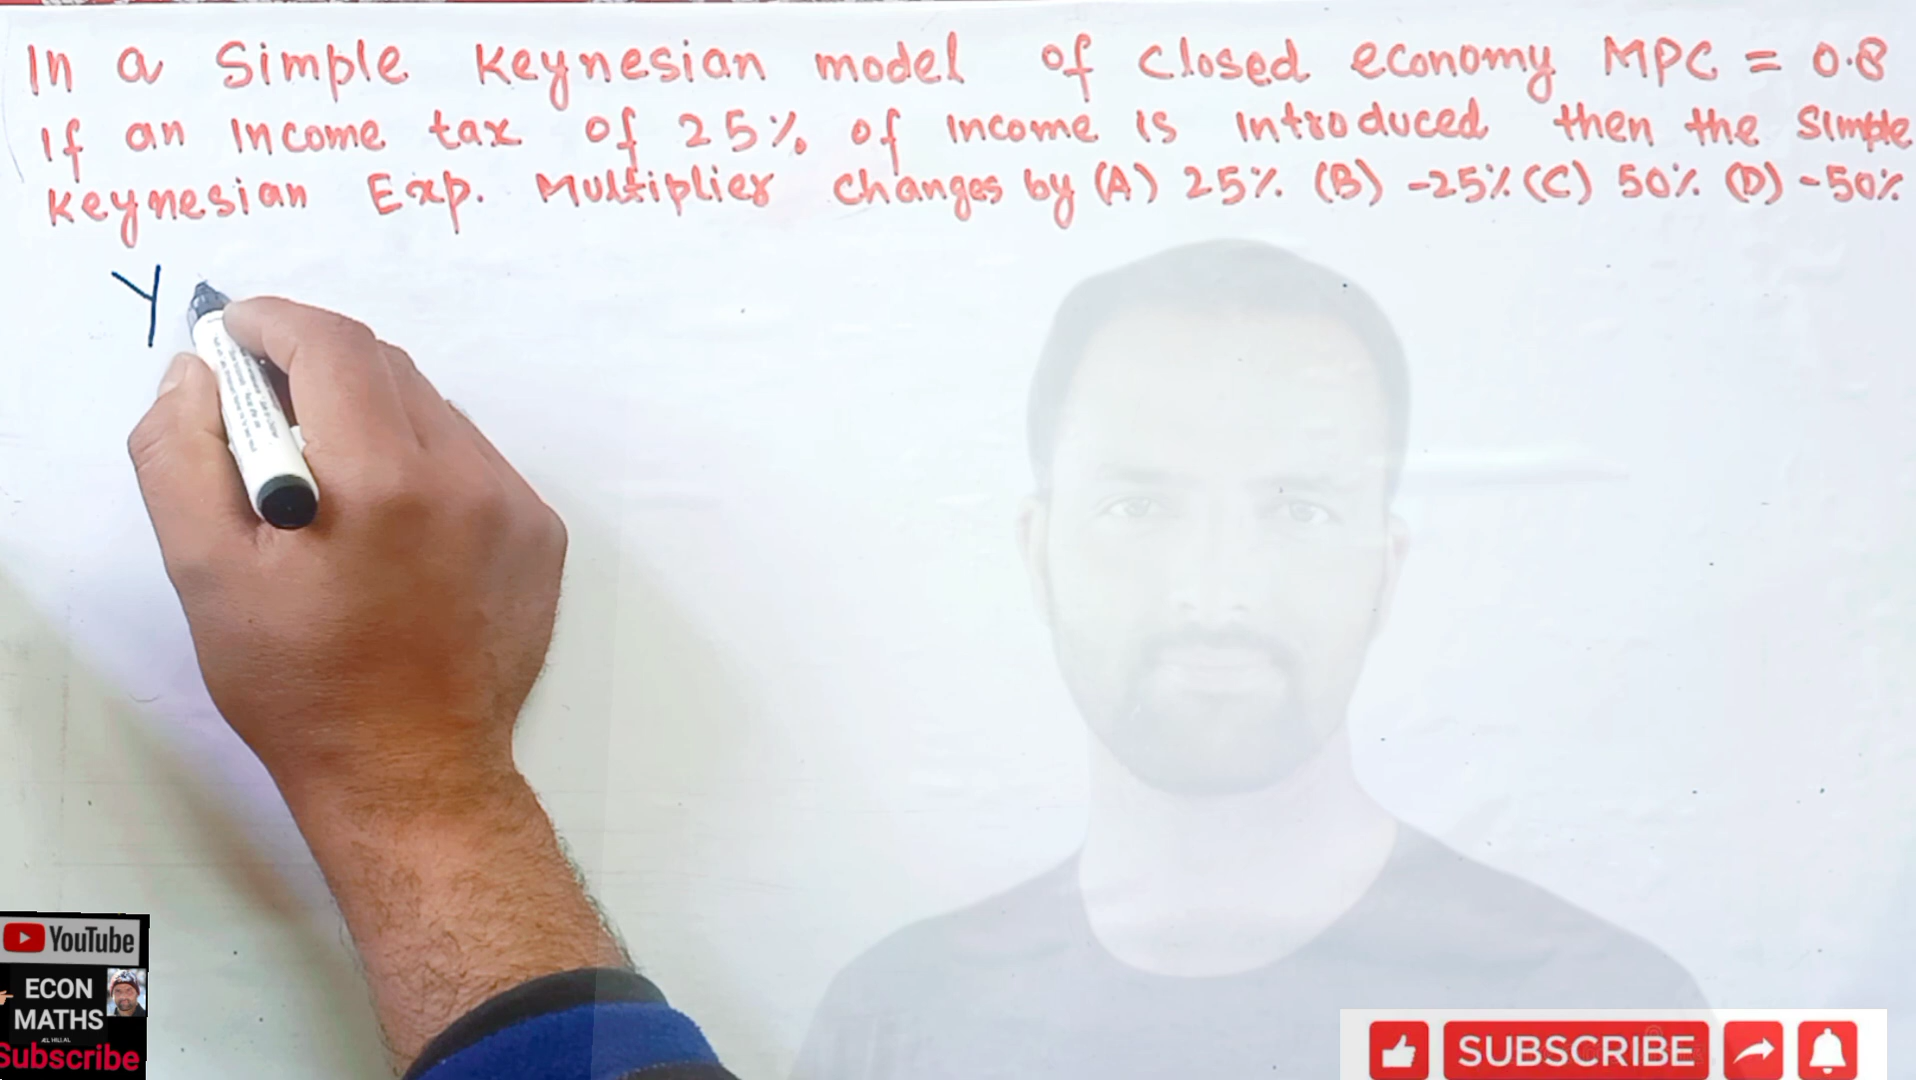 In a Simple Keynesian model of Closed economy MPC = 0.8
If an Income tax of 25% of income is introduced then the Simple
Keynesian Exp. Multiplier Changes by (A) 25% (B) -25% (C) 50% (D) -50%
Y
YouTube
ECON
MATHS
Subscribe
SUBSCRIBE